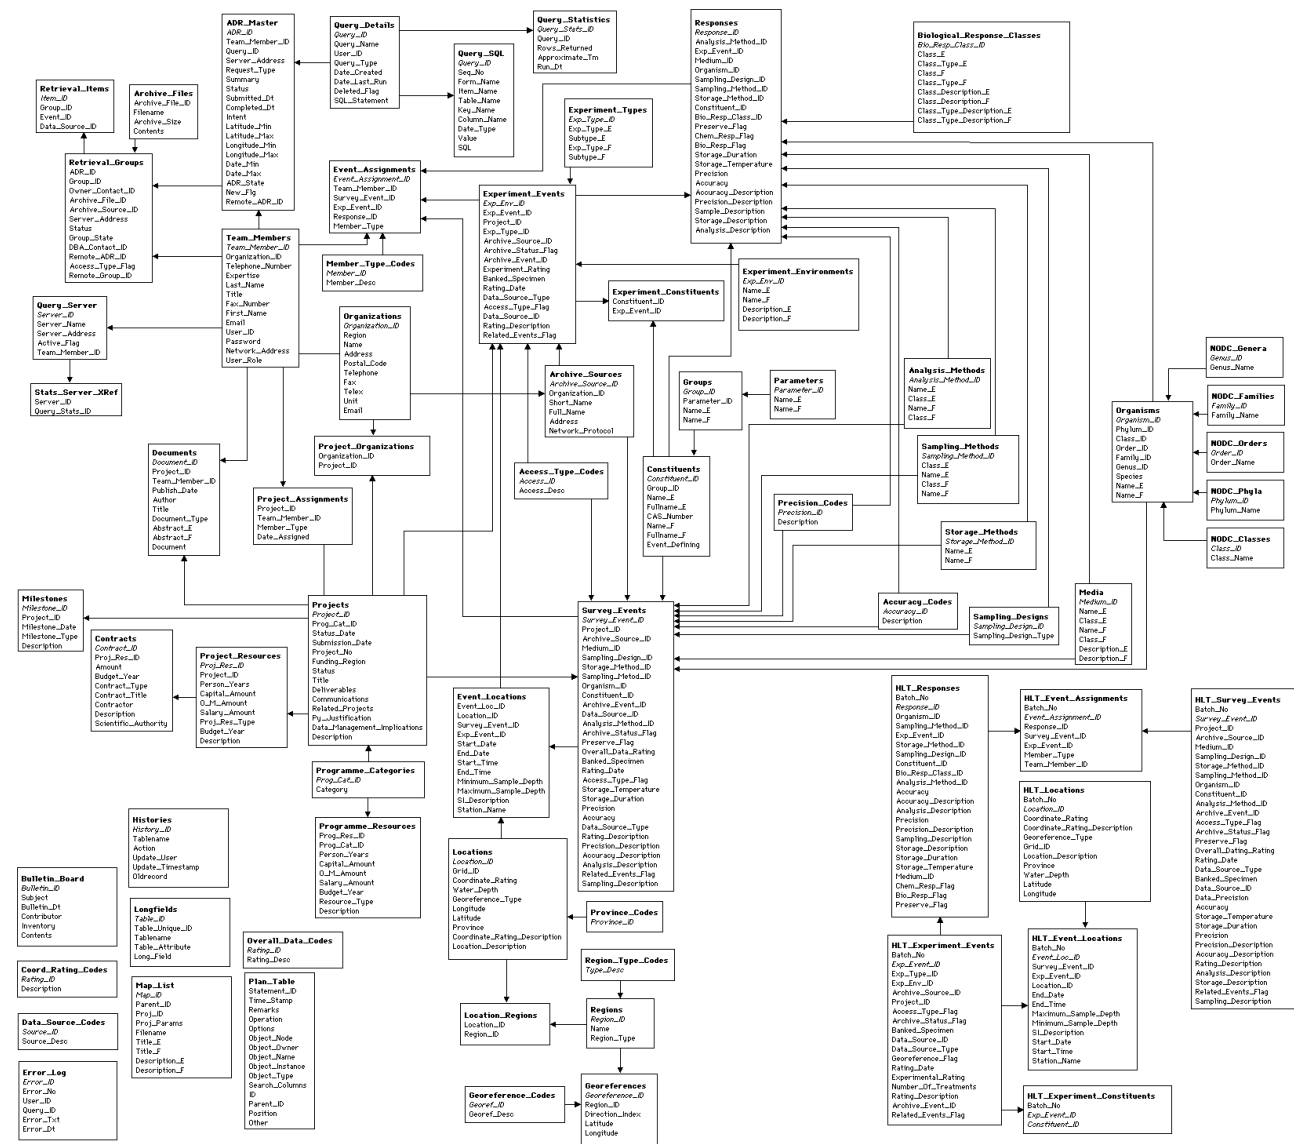 ADR_Master
ADR_ID
Team_Member_ID
Query_ID
Server_Address
Request_Type
Summary
Status
Submitted_Dt
Completed_Dt
Intent
Latitude_Min
Latitude_Max
Longitude_Min
Longitude_Max
Date_Min
Date_Max
ADR_State
New_Flg
Remote_ADR_ID
Query_Details
Query_ID
Query_Name
User_ID
Query_Type
Date_Created
Date_Last_Run
Deleted_Flag
SQL_Statement
Query_SQL
Query_ID
Seq_No
Form_Name
Item_Name
Table_Name
Key_Name
Column_Name
Date_Type
Value
SQL
Query_Statistics
Query_Stats_ID
Query_ID
Rows_Returned
Approximate_Tm
Run_Dt
Responses
Response_ID
Analysis_Method_ID
Exp_Event_ID
Medium_ID
Organism_ID
Sampling_Design_ID
Sampling_Method_ID
Storage_Method_ID
Constituent_ID
Bio_Resp_Class_ID
Preserve_Flag
Chem_Resp_Flag
Bio_Resp_Flag
Storage_Duration
Storage_Temperature
Precision
Accuracy
Accuracy_Description
Precision_Description
Sample_Description
Storage_Description
Analysis_Description
Biological_Response_Classes
Bio_Resp_Class_ID
Class_E
Class_Type_E
Class_F
Class_Type_F
Class_Description_E
Class_Description_F
Class_Type_Description_E
Class_Type_Description_F
Retrieval_Items
Item_ID
Group_ID
Event_ID
Data_Source_ID
Archive_Files
Archive_File_ID
Filename
Archive_Size
Contents
Experiment_Types
Exp_Type_ID
Exp_Type_E
Subtype_E
Exp_Type_F
Subtype_F
Retrieval_Groups
ADR_ID
Group_ID
Owner_Contact_ID
Archive_File_ID
Archive_Source_ID
Server_Address
Status
Group_State
DBA_Contact_ID
Remote_ADR_ID
Access_Type_Flag
Remote_Group_ID
Event_Assignments
Event_Assignment_ID
Team_Member_ID
Survey_Event_ID
Exp_Event_ID
Response_ID
Member_Type
Experiment_Events
Exp_Env_ID
Exp_Event_ID
Project_ID
Exp_Type_ID
Archive_Source_ID
Archive_Status_Flag
Archive_Event_ID
Experiment_Rating
Banked_Specimen
Rating_Date
Data_Source_Type
Access_Type_Flag
Data_Source_ID
Rating_Description
Related_Events_Flag
Team_Members
Team_Member_ID
Organization_ID
Telephone_Number
Expertise
Last_Name
Title
Fax_Number
First_Name
Email
User_ID
Password
Network_Address
User_Role
Member_Type_Codes
Member_ID
Member_Desc
Experiment_Environments
Exp_Env_ID
Name_E
Name_F
Description_E
Description_F
Experiment_Constituents
Constituent_ID
Exp_Event_ID
Query_Server
Server_ID
Server_Name
Server_Address
Active_Flag
Team_Member_ID
Organizations
Organization_ID
Region
Name
Address
Postal_Code
Telephone
Fax
Telex
Unit
Email
Stats_Server_XRef
Server_ID
Query_Stats_ID
Archive_Sources
Archive_Source_ID
Organization_ID
Short_Name
Full_Name
Address
Network_Protocol
Groups
Group_ID
Parameter_ID
Name_E
Name_F
Parameters
Parameter_ID
Name_E
Name_F
Analysis_Methods
Analysis_Method_ID
Name_E
Class_E
Name_F
Class_F
NODC_Genera
Genus_ID
Genus_Name
NODC_Families
Family_ID
Family_Name
Organisms
Organism_ID
Phylum_ID
Class_ID
Order_ID
Family_ID
Genus_ID
Species
Name_E
Name_F
NODC_Orders
Order_ID
Order_Name
NODC_Phyla
Phylum_ID
Phylum_Name
NODC_Classes
Class_ID
Class_Name
Documents
Document_ID
Project_ID
Team_Member_ID
Publish_Date
Author
Title
Document_Type
Abstract_E
Abstract_F
Document
Project_Organizations
Organization_ID
Project_ID
Project_Assignments
Project_ID
Team_Member_ID
Member_Type
Date_Assigned
Access_Type_Codes
Access_ID
Access_Desc
Constituents
Constituent_ID
Group_ID
Name_E
Fullname_E
CAS_Number
Name_F
Fullname_F
Event_Defining
Sampling_Methods
Sampling_Method_ID
Class_E
Name_E
Class_F
Name_F
Precision_Codes
Precision_ID
Description
Storage_Methods
Storage_Method_ID
Name_E
Name_F
Milestones
Milestone_ID
Project_ID
Milestone_Date
Milestone_Type
Description
Contracts
Contract_ID
Proj_Res_ID
Amount
Budget_Year
Contract_Type
Contract_Title
Contractor
Description
Scientific_Authority
Project_Resources
Proj_Res_ID
Project_ID
Person_Years
Capital_Amount
O_M_Amount
Salary_Amount
Proj_Res_Type
Budget_Year
Description
Projects
Project_ID
Prog_Cat_ID
Status_Date
Submission_Date
Project_No
Funding_Region
Status
Title
Deliverables
Communications
Related_Projects
Py_Justification
Data_Management_Implications
Description
Survey_Events
Survey_Event_ID
Project_ID
Archive_Source_ID
Medium_ID
Sampling_Design_ID
Storage_Method_ID
Sampling_Metod_ID
Organism_ID
Constituent_ID
Archive_Event_ID
Data_Source_ID
Analysis_Method_ID
Archive_Status_Flag
Preserve_Flag
Overall_Data_Rating
Banked_Specimen
Rating_Date
Access_Type_Flag
Storage_Temperature
Storage_Duration
Precision
Accuracy
Data_Source_Type
Rating_Description
Precision_Description
Accuracy_Description
Analysis_Description
Related_Events_Flag
Sampling_Description
Accuracy_Codes
Accuracy_ID
Description
Sampling_Designs
Sampling_Design_ID
Sampling_Design_Type
Media
Medium_ID
Name_E
Class_E
Name_F
Class_F
Description_E
Description_F
Event_Locations
Event_Loc_ID
Location_ID
Survey_Event_ID
Exp_Event_ID
Start_Date
End_Date
Start_Time
End_Time
Minimum_Sample_Depth
Maximum_Sample_Depth
Sl_Description
Station_Name
Programme_Categories
Prog_Cat_ID
Category
Programme_Resources
Prog_Res_ID
Prog_Cat_ID
Person_Years
Capital_Amount
O_M_Amount
Salary_Amount
Budget_Year
Resource_Type
Description
Locations
Location_ID
Grid_ID
Coordinate_Rating
Water_Depth
Georeference_Type
Longitude
Latitude
Province
Coordinate_Rating_Description
Location_Description
Province_Codes
Province_ID
Histories
History_ID
Tablename
Action
Update_User
Update_Timestamp
Oldrecord
Bulletin_Board
Bulletin_ID
Subject
Bulletin_Dt
Contributor
Inventory
Contents
Longfields
Table_ID
Table_Unique_ID
Tablename
Table_Attribute
Long_Field
Overall_Data_Codes
Rating_ID
Rating_Desc
Coord_Rating_Codes
Rating_ID
Description
Map_List
Map_ID
Parent_ID
Proj_ID
Proj_Params
Filename
Title_E
Title_F
Description_E
Description_F
Plan_Table
Statement_ID
Time_Stamp
Remarks
Operation
Options
Object_Node
Object_Owner
Object_Name
Object_Instance
Object_Type
Search_Columns
ID
Parent_ID
Position
Other
Data_Source_Codes
Source_ID
Source_Desc
Error_Log
Error_ID
Error_No
User_ID
Query_ID
Error_Txt
Error_Dt
Region_Type_Codes
Type_Desc
Location_Regions
Location_ID
Region_ID
Regions
Region_ID
Name
Region_Type
Georeference_Codes
Georef_ID
Georef_Desc
Georeferences
Georeference_ID
Region_ID
Direction_Index
Latitude
Longitude
HLT_Responses
Batch_No
Response_ID
Organism_ID
Sampling_Method_ID
Exp_Event_ID
Storage_Method_ID
Sampling_Design_ID
Constituent_ID
Bio_Resp_Class_ID
Analysis_Method_ID
Accuracy
Accuracy_Description
Analysis_Description
Precision
Precision_Description
Sampling_Description
Storage_Description
Storage_Duration
Storage_Temperature
Medium_ID
Chem_Resp_Flag
Bio_Resp_Flag
Preserve_Flag
HLT_Event_Assignments
Batch_No
Event_Assignment_ID
Response_ID
Survey_Event_ID
Exp_Event_ID
Member_Type
Team_Member_ID
HLT_Survey_Events
Batch_No
Survey_Event_ID
Project_ID
Archive_Source_ID
Medium_ID
Sampling_Design_ID
Storage_Method_ID
Sampling_Method_ID
Organism_ID
Constituent_ID
Analysis_Method_ID
Archive_Event_ID
Access_Type_Flag
Archive_Status_Flag
Preserve_Flag
Overall_Dating_Rating
Rating_Date
Data_Source_Type
Banked_Specimen
Data_Source_ID
Data_Precision
Accuracy
Storage_Temperature
Storage_Duration
Precision
Precision_Description
Accuracy_Description
Rating_Description
Analysis_Description
Storage_Description
Related_Events_Flag
Sampling_Description
HLT_Locations
Batch_No
Location_ID
Coordinate_Rating
Coordinate_Rating_Description
Georeference_Type
Grid_ID
Location_Description
Province
Water_Depth
Latitude
Longitude
HLT_Experiment_Events
Batch_No
Exp_Event_ID
Exp_Type_ID
Exp_Env_ID
Archive_Source_ID
Project_ID
Access_Type_Flag
Archive_Status_Flag
Banked_Specimen
Data_Source_ID
Data_Source_Type
Georeference_Flag
Rating_Date
Experimental_Rating
Number_Of_Treatments
Rating_Description
Archive_Event_ID
Related_Events_Flag
HLT_Event_Locations
Batch_No
Event_Loc_ID
Survey_Event_ID
Exp_Event_ID
Location_ID
End_Date
End_Time
Maximum_Sample_Depth
Minimum_Sample_Depth
Sl_Description
Start_Date
Start_Time
Station_Name
HLT_Experiment_Constituents
Batch_No
Exp_Event_ID
Constituent_ID